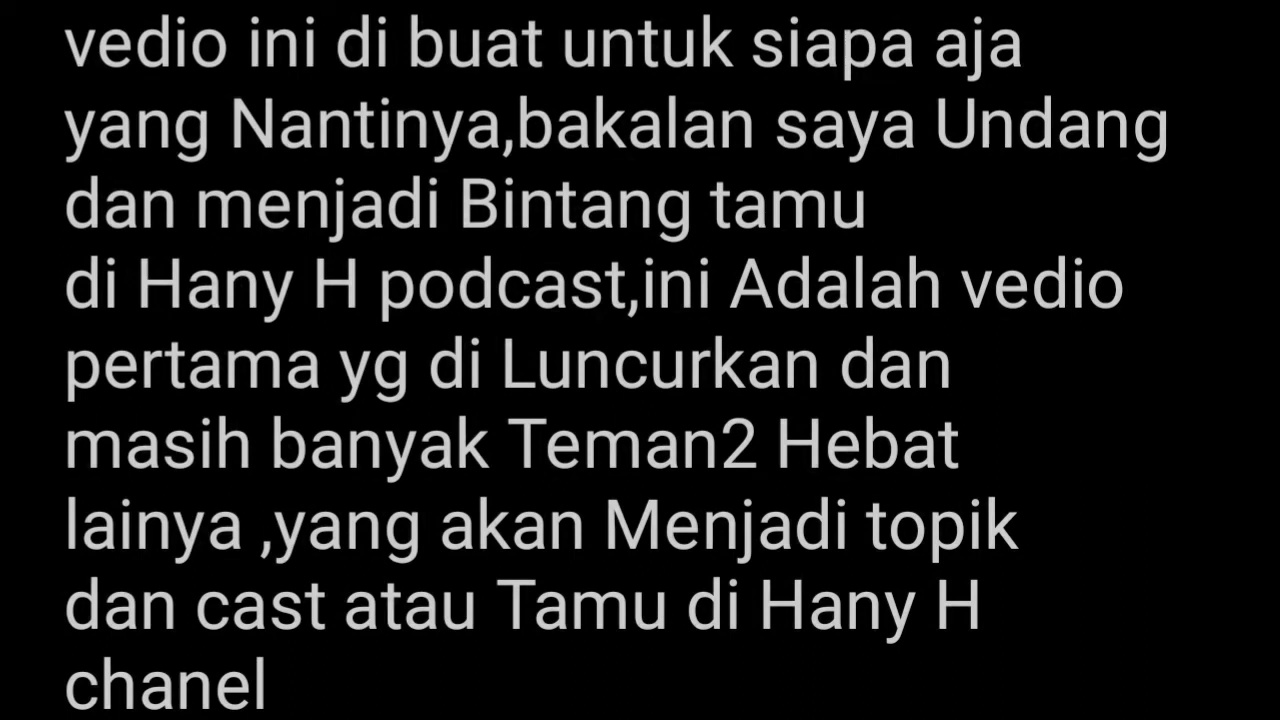 vedio ini di buat untuk siapa aja
yang Nantinya,bakalan saya Undang
dan menjadi Bintang tamu
di Hany H podcast,ini Adalah vedio
pertama yg di Luncurkan dan
masih banyak Teman2 Hebat
lainya ,yang akan Menjadi topik
dan cast atau Tamu di Hany H
chanel